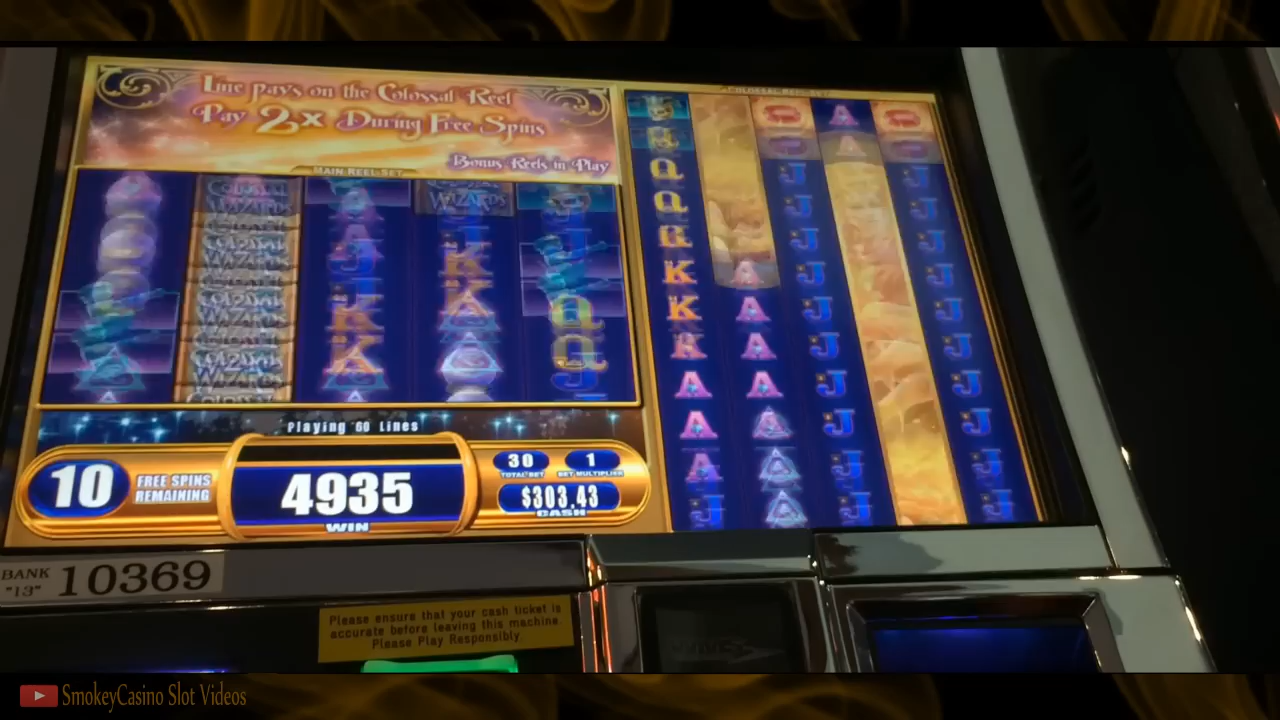 COLOSSAL REEL SET
Line pays on the Colossal Reel
Pay 2x During Free Spins
Bonus Reels in Play
MAIN REEL SET
COLOSSAL
WIZARDS
Playing 60 Lines
10
FREE SPINS
REMAINING
4935
WIN
30
TOTAL BET
1
BET MULTIPLIER
$303.43
CASH
BANK
"13"
10369
Please ensure that your cash ticket is
accurate before leaving this machine.
Please Play Responsibly
SmokeyCasino Slot Videos